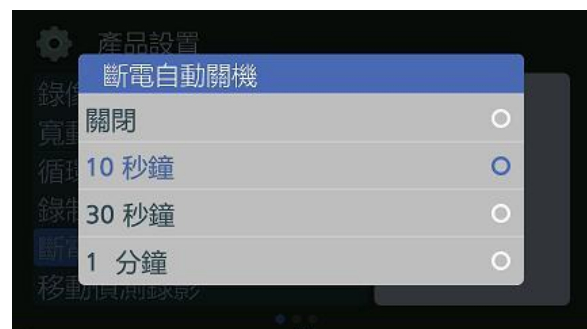 產品設置
斷電自動關機
關閉
10 秒鐘
30 秒鐘
1 分鐘
移動偵測錄影